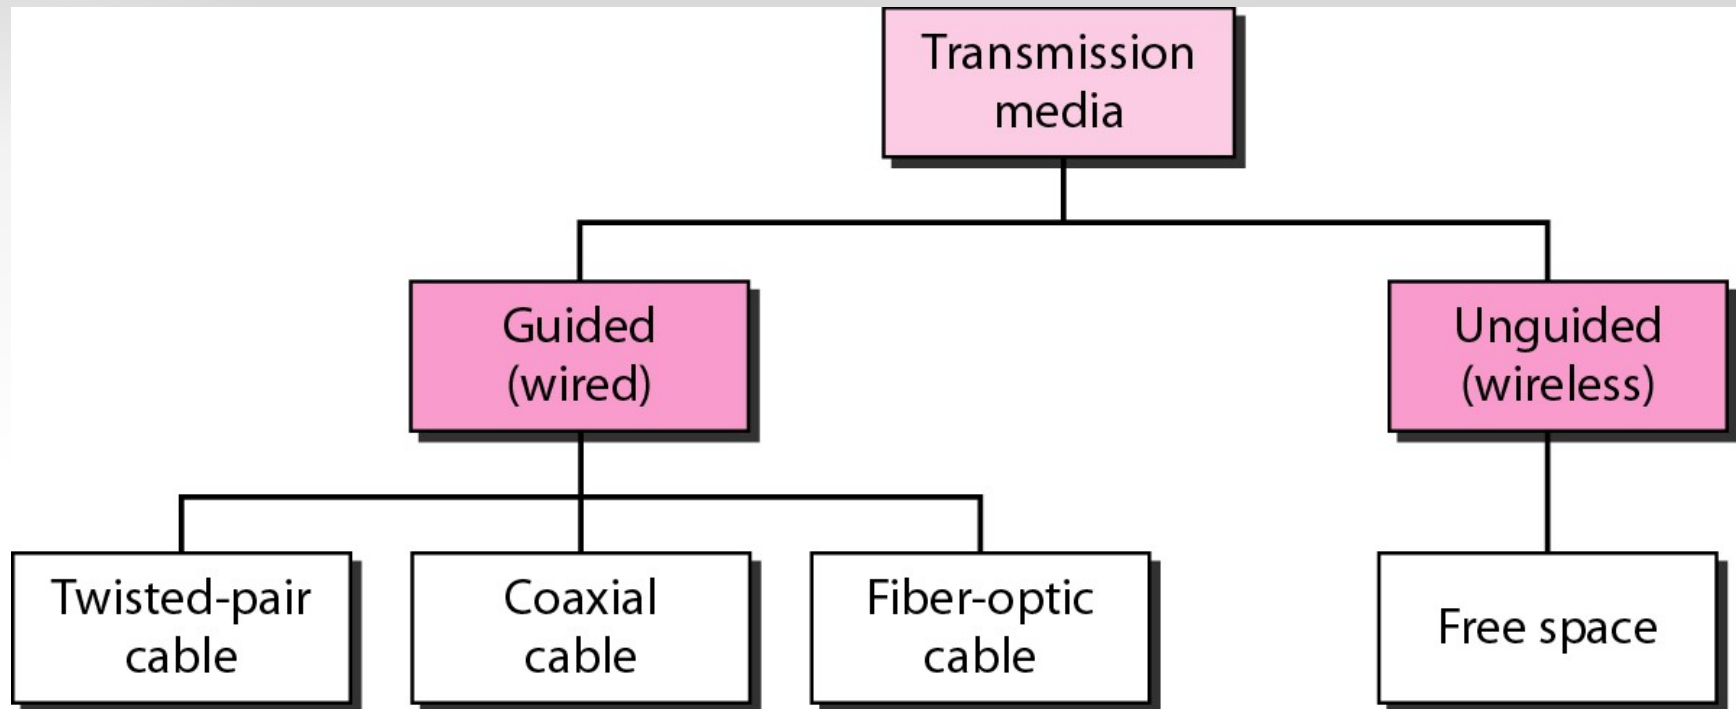 Transmission
media
Guided
(wired)
Unguided
(wireless)
Twisted-pair
cable
Coaxial
cable
Fiber-optic
cable
Free space